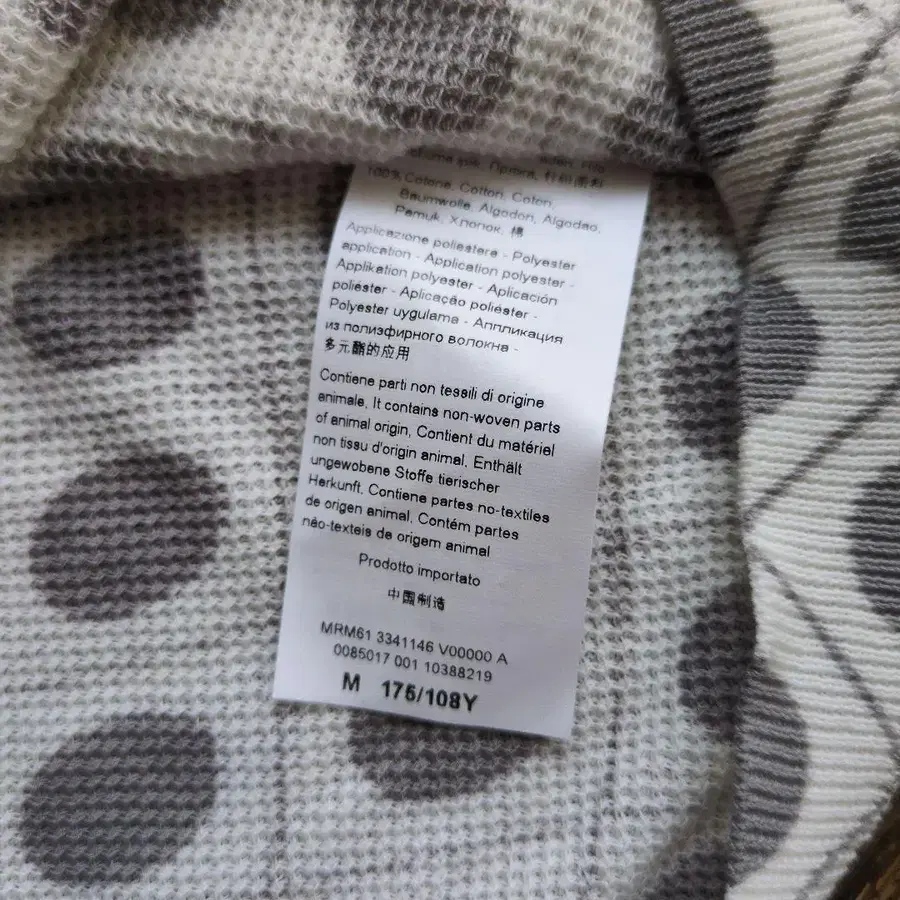 Пряжа,
100% Cotone, Cotton, Coton,
Baumwolle, Algodon, Algodao,
Pamuk, Хлопок, 棉
Applicazione poliestere - Polyester
application - Application polyester -
Applikation polyester - Aplicación
poliéster - Aplicação poliéster -
Polyester uygulama - Аппликация
из полиэфирного волокна -
多元酯的应用
Contiene parti non tessili di origine
animale, It contains non-woven parts
of animal origin, Contient du matériel
non tissu d'origin animal, Enthält
ungewobene Stoffe tierischer
Herkunft, Contiene partes no-textiles
de origen animal, Contém partes
não-texteis de origem animal
Prodotto importato
中国制造
MRM61 3341146 V00000 A
0085017 001 10388219
M 175/108Y